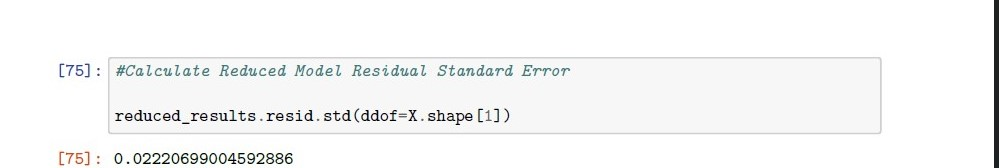 [75]: #Calculate Reduced Model Residual Standard Error
reduced_results.resid.std(ddof=X.shape[1])
[75]: 0.02220699004592886